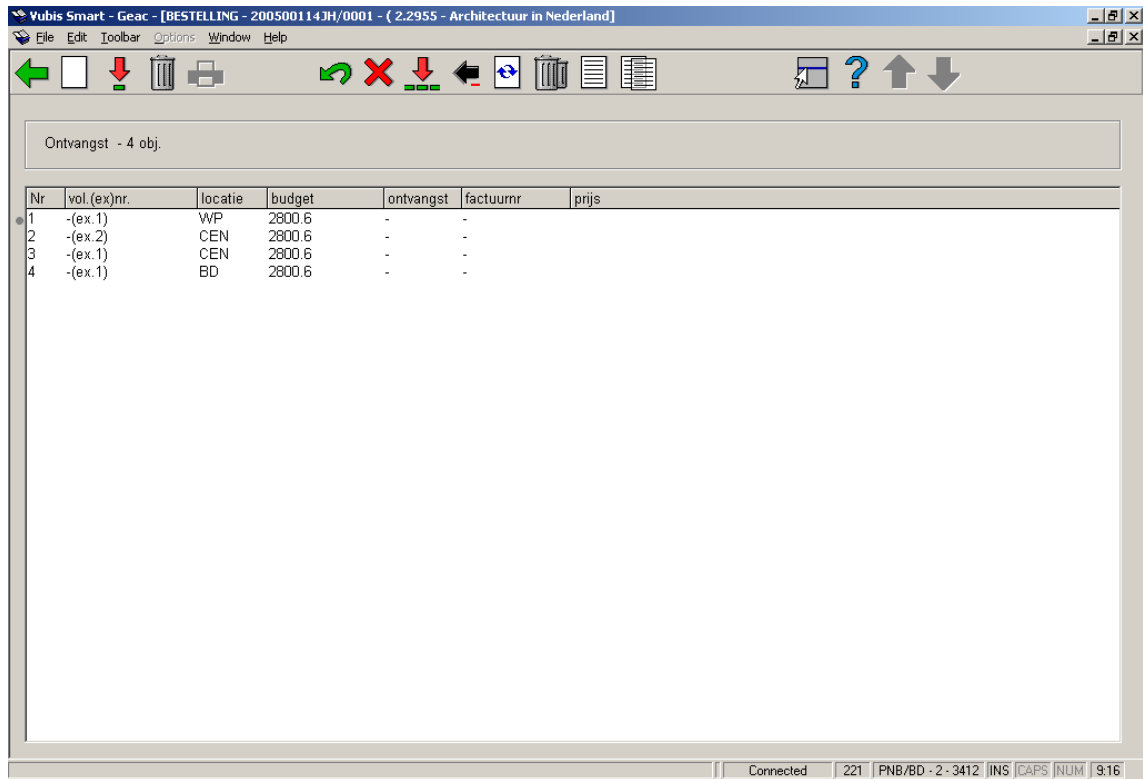 Vubis Smart - Geac - [BESTELLING - 200500114JH/0001 - ( 2.2955 - Architectuur in Nederland]
File Edit Toolbar Options Window Help
Ontvangst - 4 obj.
Nr vol.(ex)nr. locatie budget ontvangst factuurnr prijs
1 -(ex.1) WP 2800.6 - -
2 -(ex.2) CEN 2800.6 - -
3 -(ex.1) CEN 2800.6 - -
4 -(ex.1) BD 2800.6 - -
Connected 221 PNB/BD - 2 - 3412 INS CAPS NUM 9:16